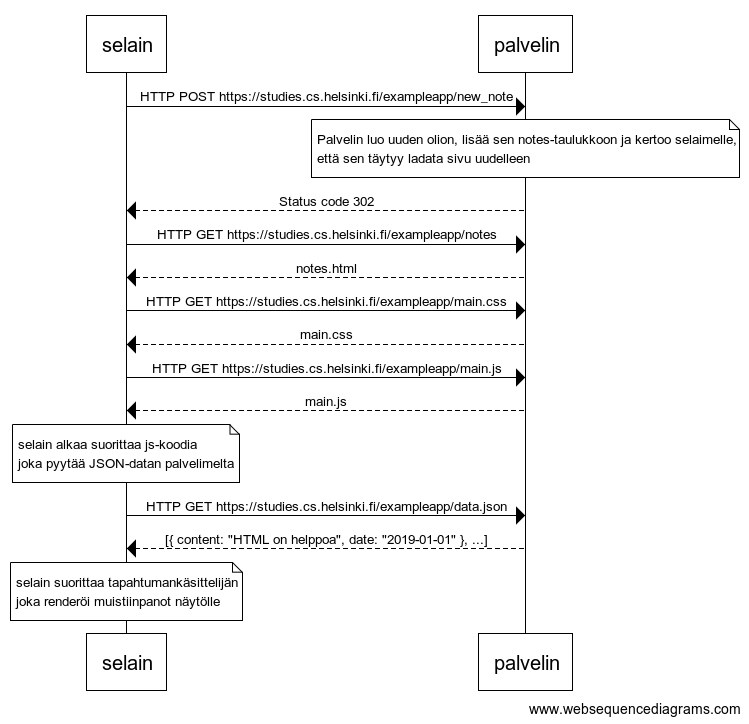 selain
palvelin
HTTP POST https://studies.cs.helsinki.fi/exampleapp/new_note
Palvelin luo uuden olion, lisää sen notes-taulukkoon ja kertoo selaimelle,
että sen täytyy ladata sivu uudelleen
Status code 302
HTTP GET https://studies.cs.helsinki.fi/exampleapp/notes
notes.html
HTTP GET https://studies.cs.helsinki.fi/exampleapp/main.css
main.css
HTTP GET https://studies.cs.helsinki.fi/exampleapp/main.js
main.js
selain alkaa suorittaa js-koodia
joka pyytää JSON-datan palvelimelta
HTTP GET https://studies.cs.helsinki.fi/exampleapp/data.json
[{ content: "HTML on helppoa", date: "2019-01-01" }, ...]
selain suorittaa tapahtumankäsittelijän
joka renderöi muistiinpanot näytölle
selain
palvelin
www.websequencediagrams.com